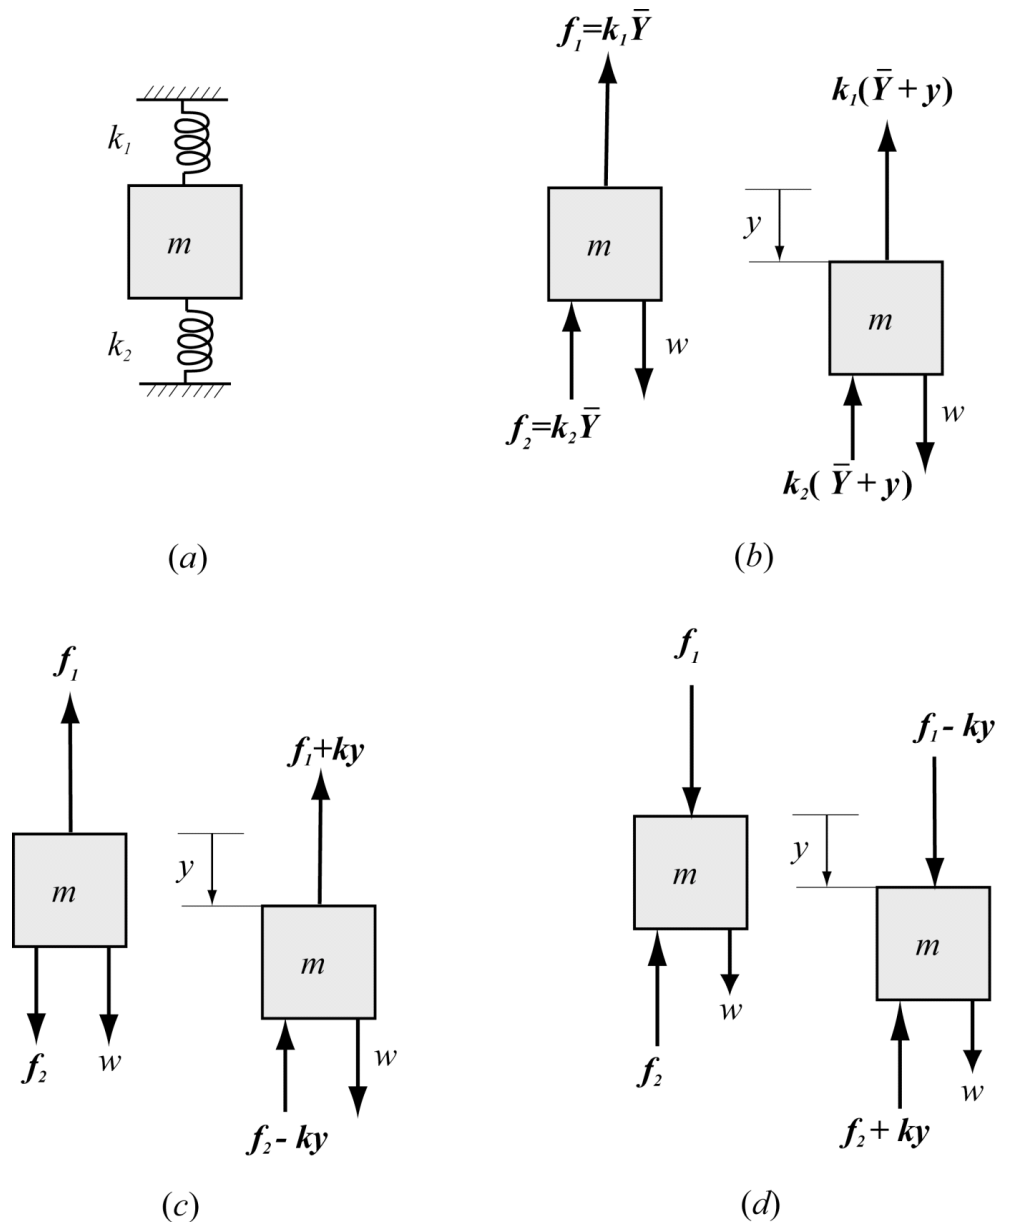 f₁=k₁Ȳ
k₁(Ȳ + y)
k₁
m
m
y
m
k₂
w
w
f₂=k₂Ȳ
k₂( Ȳ + y)
(a)
(b)
f₁
f₁
f₁+ky
f₁- ky
y
y
m
m
m
m
f₂
w
w
w
f₂
w
f₂- ky
f₂+ ky
(c)
(d)